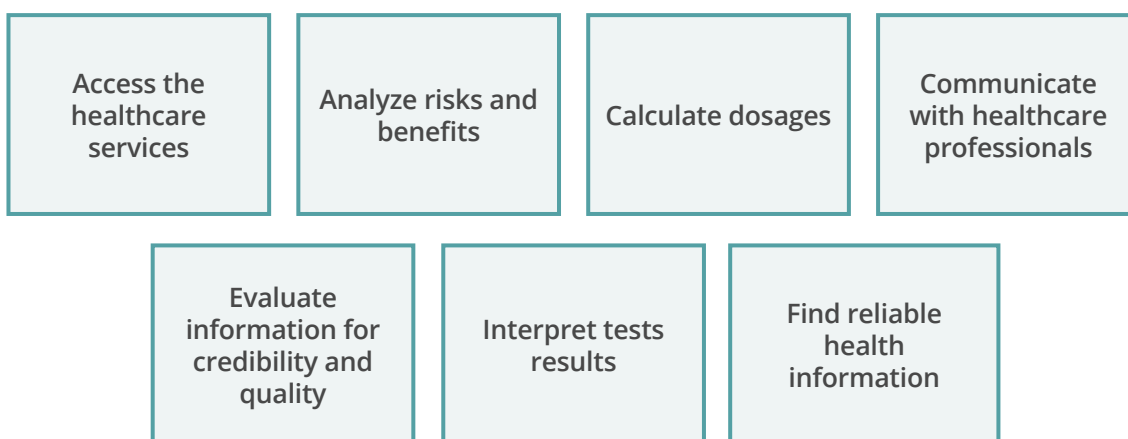 Access the
healthcare
services
Analyze risks and
benefits
Calculate dosages
Communicate
with healthcare
professionals
Evaluate
information for
credibility and
quality
Interpret tests
results
Find reliable
health
information